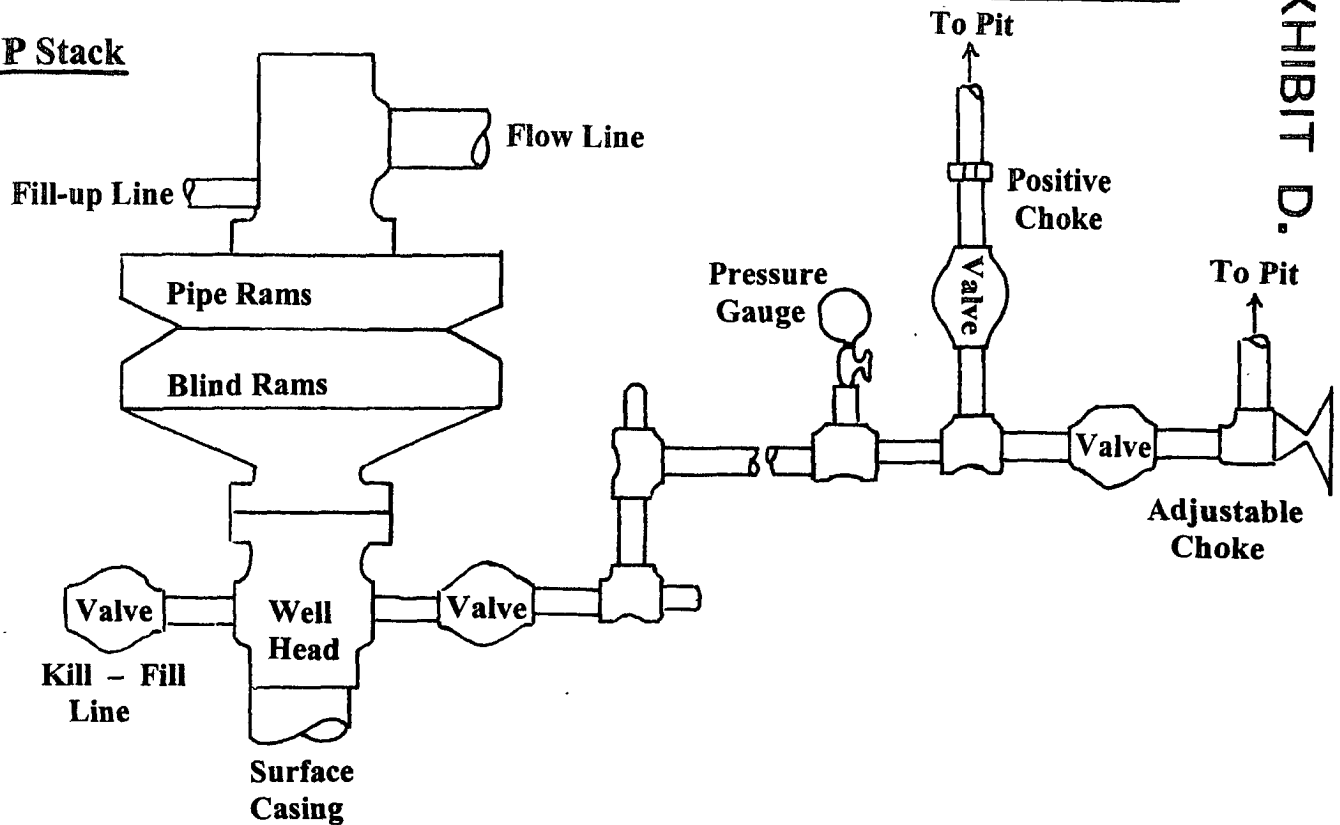 P Stack
To Pit
Flow Line
Fill-up Line
Positive
Choke
D.
Pipe Rams
Pressure
Gauge
Valve
To Pit
Blind Rams
Valve
Adjustable
Choke
Valve
Well
Head
Valve
Kill – Fill
Line
Surface
Casing